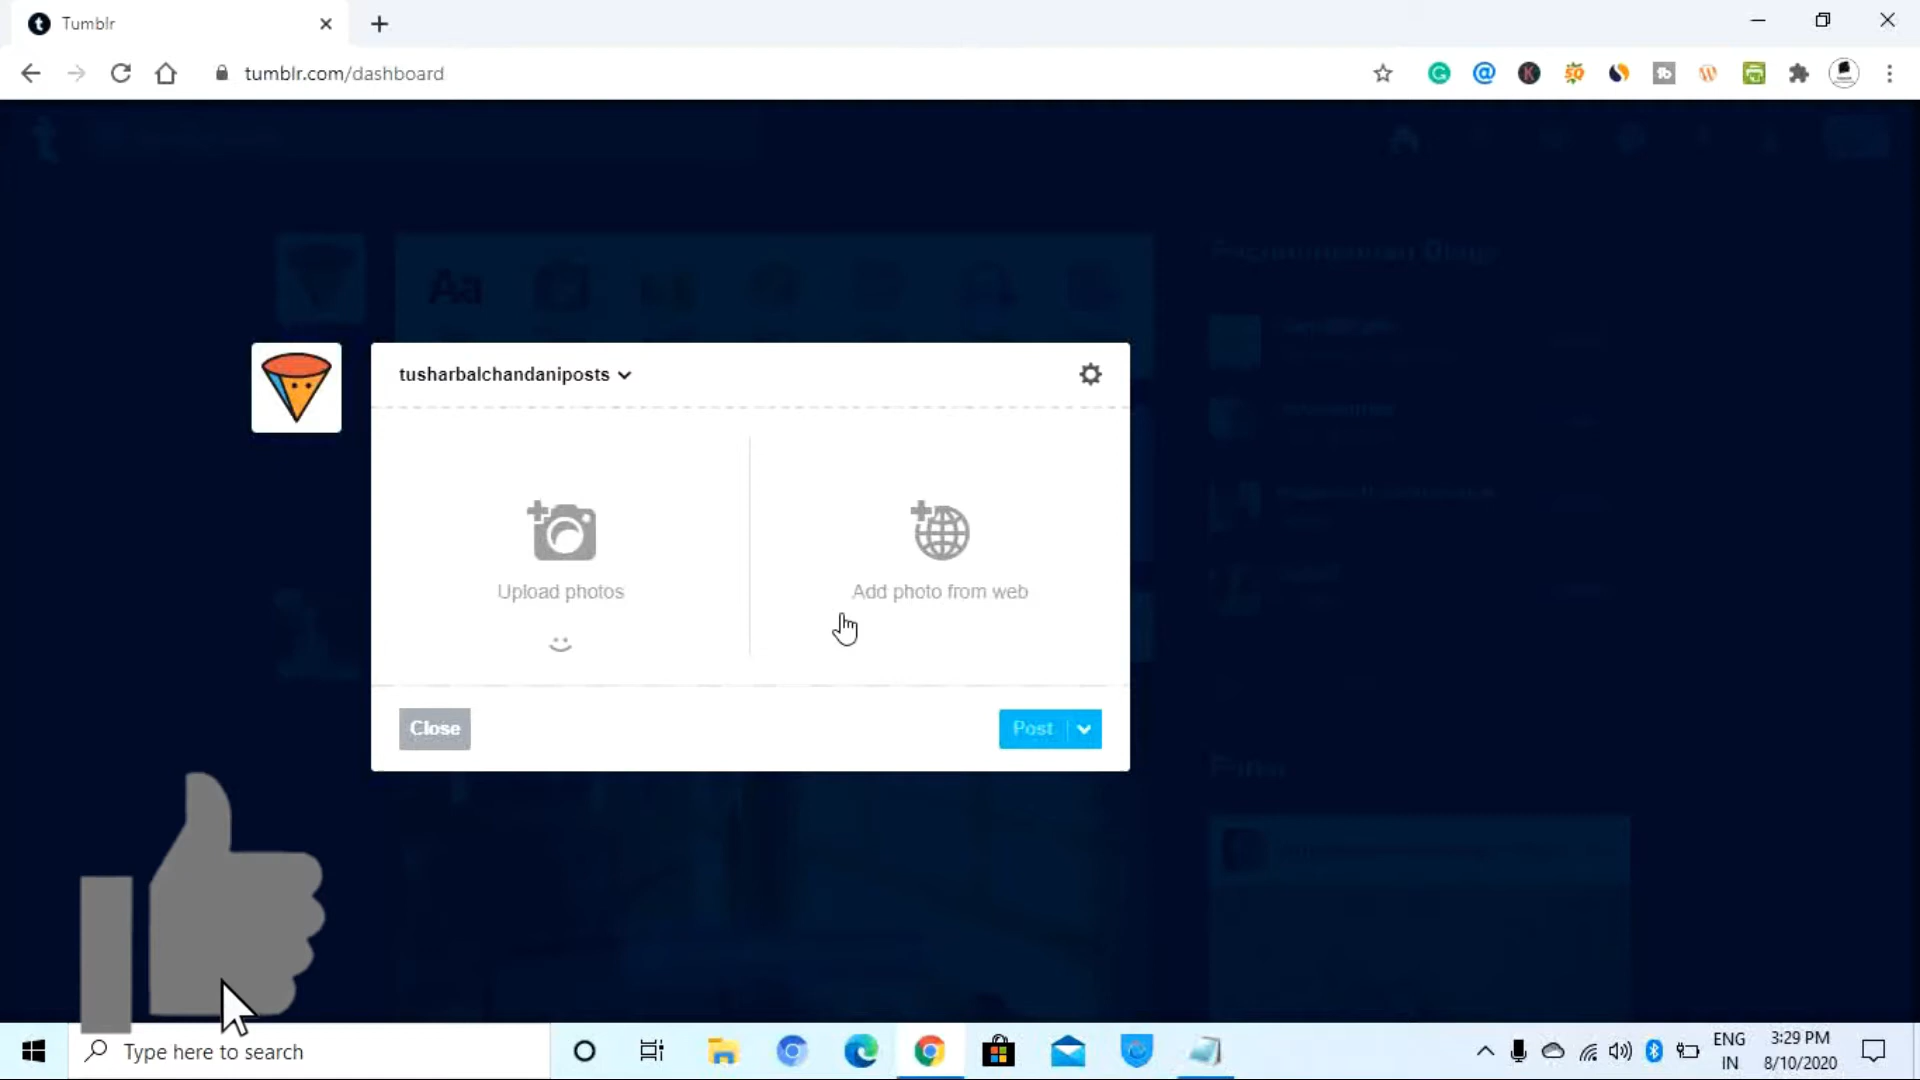 Tumblr
tumblr.com/dashboard
Aa
tusharbalchandaniposts
Upload photos
Add photo from web
Close
Post
Type here to search
ENG
IN
3:29 PM
8/10/2020